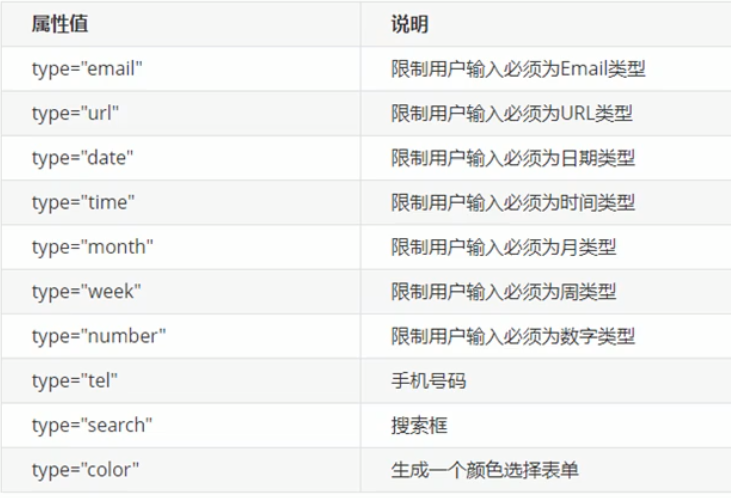 属性值 说明
type="email" 限制用户输入必须为Email类型
type="url" 限制用户输入必须为URL类型
type="date" 限制用户输入必须为日期类型
type="time" 限制用户输入必须为时间类型
type="month" 限制用户输入必须为月类型
type="week" 限制用户输入必须为周类型
type="number" 限制用户输入必须为数字类型
type="tel" 手机号码
type="search" 搜索框
type="color" 生成一个颜色选择表单